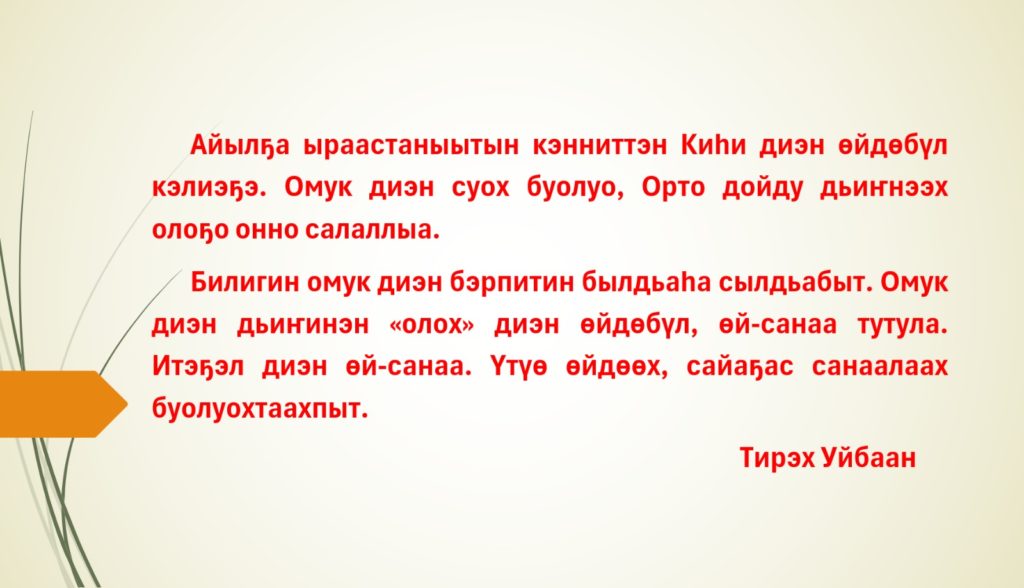 Айылҕа ыраастаныытын кэнниттэн Киһи диэн өйдөбүл
кэлиэҕэ. Омук диэн суох буолуо, Орто дойду дьиҥнээх
олоҕо онно салаллыа.
Билигин омук диэн бэрпитин былдьаһа сылдьабыт. Омук
диэн дьиҥинэн «олох» диэн өйдөбүл, өй-санаа тутула.
Итэҕэл диэн өй-санаа. Үтүө өйдөөх, сайаҕас санаалаах
буолуохтаахпыт.
Тирэх Уйбаан